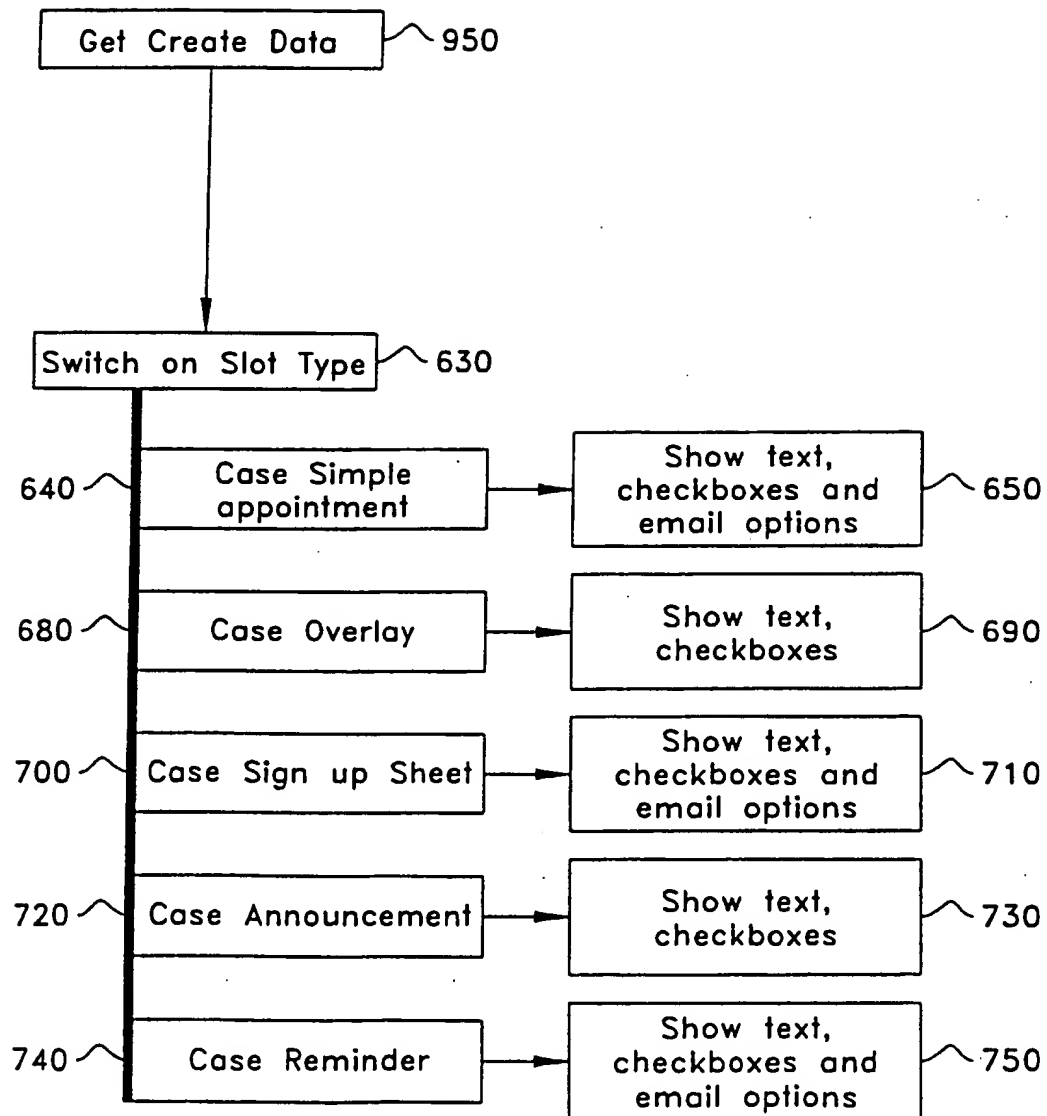 Get Create Data
950
Switch on Slot Type
630
640
Case Simple
appointment
Show text,
checkboxes and
email options
650
680
Case Overlay
Show text,
checkboxes
690
700
Case Sign up Sheet
Show text,
checkboxes and
email options
710
720
Case Announcement
Show text,
checkboxes
730
740
Case Reminder
Show text,
checkboxes and
email options
750